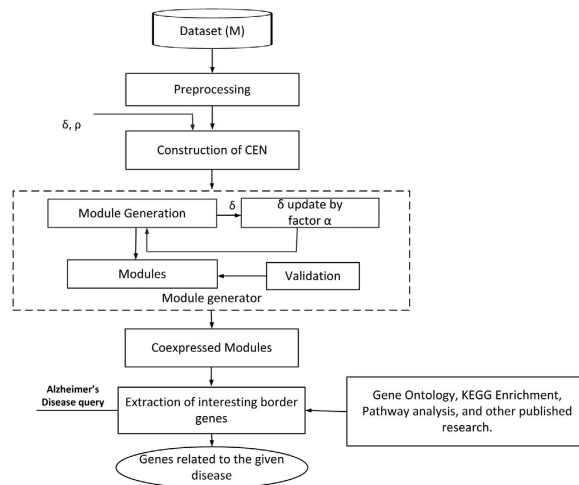 Dataset (M)
Preprocessing
δ, ρ
Construction of CEN
Module Generation
δ
δ update by
factor α
Modules
Validation
Module generator
Coexpressed Modules
Alzheimer's
Disease query
Extraction of interesting border
genes
Gene Ontology, KEGG Enrichment,
Pathway analysis, and other published
research.
Genes related to the given
disease